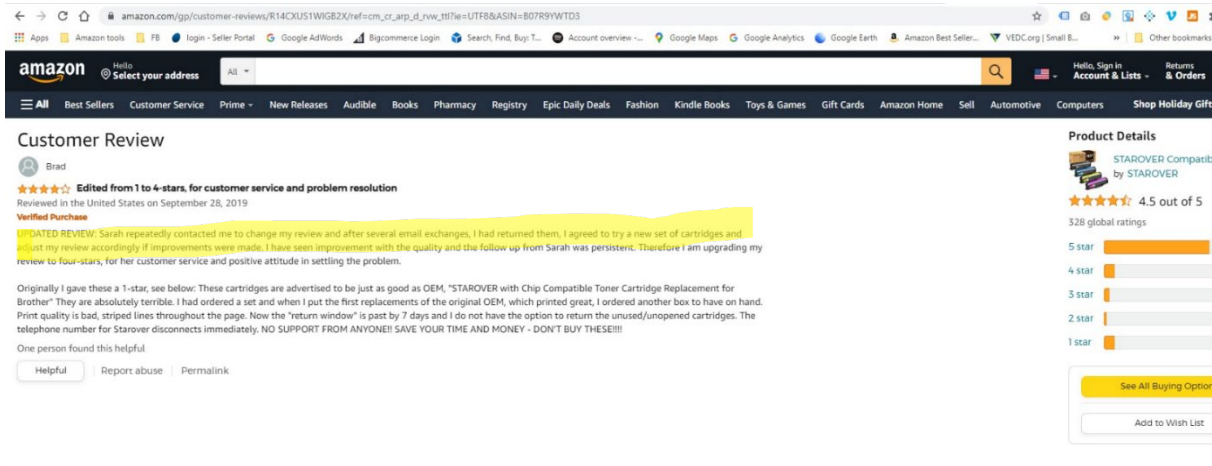 amazon.com/gp/customer-reviews/R14CXUS1WIGB2X/ref=cm_cr_arp_d_rvw_ttl?ie=UTF8&ASIN=B07R9YWTD3
Apps Amazon tools FB login - Seller Portal Google AdWords Bigcommerce Login Search, Find, Buy: T... Account overview -... Google Maps Google Analytics Google Earth Amazon Best Seller... VEDC.org | Small B... » Other bookmarks
amazon Hello Select your address All Hello, Sign in Account & Lists Returns & Orders
All Best Sellers Customer Service Prime New Releases Audible Books Pharmacy Registry Epic Daily Deals Fashion Kindle Books Toys & Games Gift Cards Amazon Home Sell Automotive Computers Shop Holiday Gift
Customer Review
Brad
Edited from 1 to 4-stars, for customer service and problem resolution
Reviewed in the United States on September 28, 2019
Verified Purchase
UPDATED REVIEW: Sarah repeatedly contacted me to change my review and after several email exchanges, I had returned them, I agreed to try a new set of cartridges and
adjust my review accordingly if improvements were made. I have seen improvement with the quality and the follow up from Sarah was persistent. Therefore I am upgrading my
review to four-stars, for her customer service and positive attitude in settling the problem.
Originally I gave these a 1-star, see below: These cartridges are advertised to be just as good as OEM, "STAROVER with Chip Compatible Toner Cartridge Replacement for
Brother" They are absolutely terrible. I had ordered a set and when I put the first replacements of the original OEM, which printed great, I ordered another box to have on hand.
Print quality is bad, striped lines throughout the page. Now the "return window" is past by 7 days and I do not have the option to return the unused/unopened cartridges. The
telephone number for Starover disconnects immediately. NO SUPPORT FROM ANYONE!! SAVE YOUR TIME AND MONEY - DON'T BUY THESE!!!!
One person found this helpful
Helpful Report abuse Permalink
Product Details
STAROVER Compatib
by STAROVER
4.5 out of 5
328 global ratings
5 star
4 star
3 star
2 star
1 star
See All Buying Option
Add to Wish List